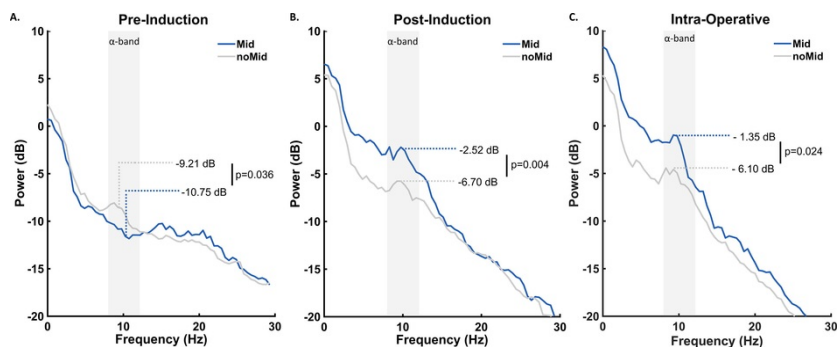 A.
Pre-Induction
10
α-band
Mid
noMid
5
0
-5
-10
-15
-20
Power (dB)
-9.21 dB
p=0.036
-10.75 dB
0
10
20
30
Frequency (Hz)
B.
Post-Induction
10
α-band
Mid
noMid
5
0
-5
-10
-15
-20
Power (dB)
-2.52 dB
p=0.004
-6.70 dB
0
10
20
30
Frequency (Hz)
C.
Intra-Operative
10
α-band
Mid
noMid
5
0
-5
-10
-15
-20
Power (dB)
- 1.35 dB
p=0.024
- 6.10 dB
0
10
20
30
Frequency (Hz)